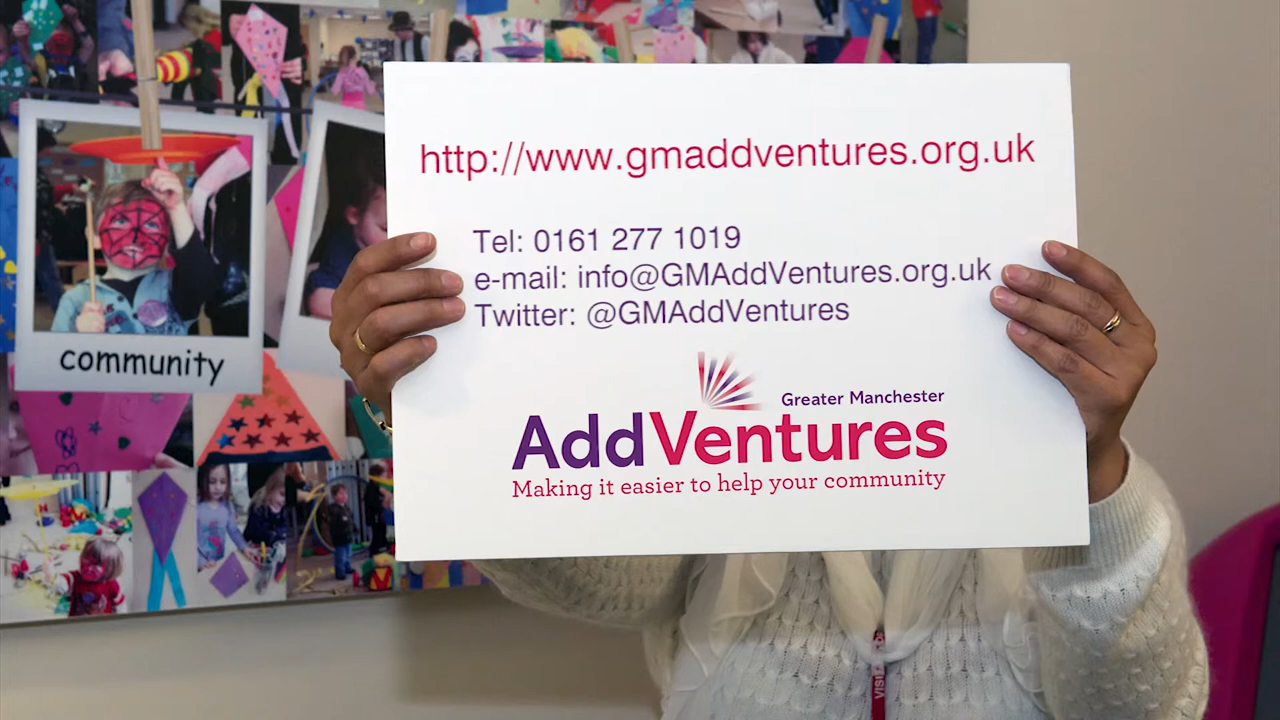 http://www.gmaddventures.org.uk
Tel: 0161 277 1019
e-mail: info@GMAddVentures.org.uk
Twitter: @GMAddVentures
Greater Manchester
AddVentures
Making it easier to help your community
community